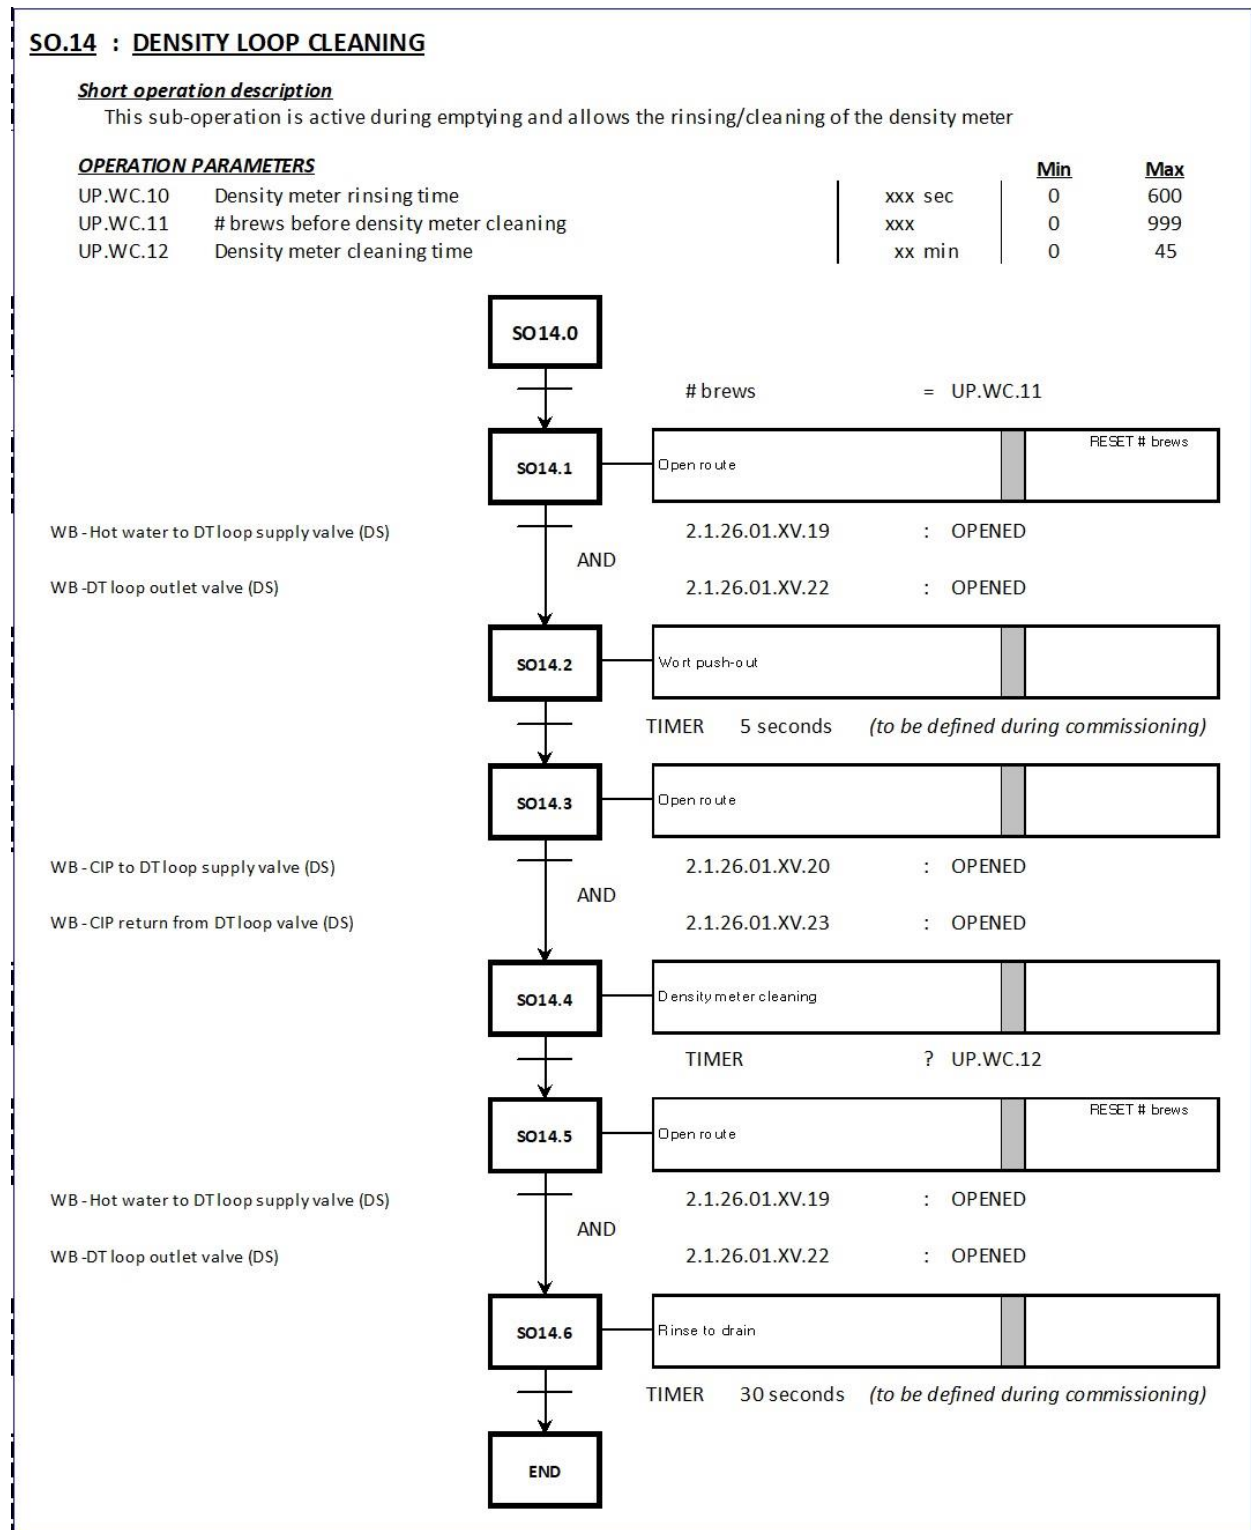 SO.14 : DENSITY LOOP CLEANING
Short operation description
This sub-operation is active during emptying and allows the rinsing/cleaning of the density meter
OPERATION PARAMETERS Min Max
UP.WC.10 Density meter rinsing time xxx sec 0 600
UP.WC.11 # brews before density meter cleaning xxx 0 999
UP.WC.12 Density meter cleaning time xx min 0 45
SO14.0
# brews = UP.WC.11
RESET # brews
SO14.1 Open route
WB - Hot water to DT loop supply valve (DS) 2.1.26.01.XV.19 : OPENED
AND
WB -DT loop outlet valve (DS) 2.1.26.01.XV.22 : OPENED
SO14.2 Wort push-out
TIMER 5 seconds (to be defined during commissioning)
SO14.3 Open route
WB - CIP to DT loop supply valve (DS) 2.1.26.01.XV.20 : OPENED
AND
WB - CIP return from DT loop valve (DS) 2.1.26.01.XV.23 : OPENED
SO14.4 Density meter cleaning
TIMER ? UP.WC.12
RESET # brews
SO14.5 Open route
WB - Hot water to DT loop supply valve (DS) 2.1.26.01.XV.19 : OPENED
AND
WB -DT loop outlet valve (DS) 2.1.26.01.XV.22 : OPENED
SO14.6 Rinse to drain
TIMER 30 seconds (to be defined during commissioning)
END